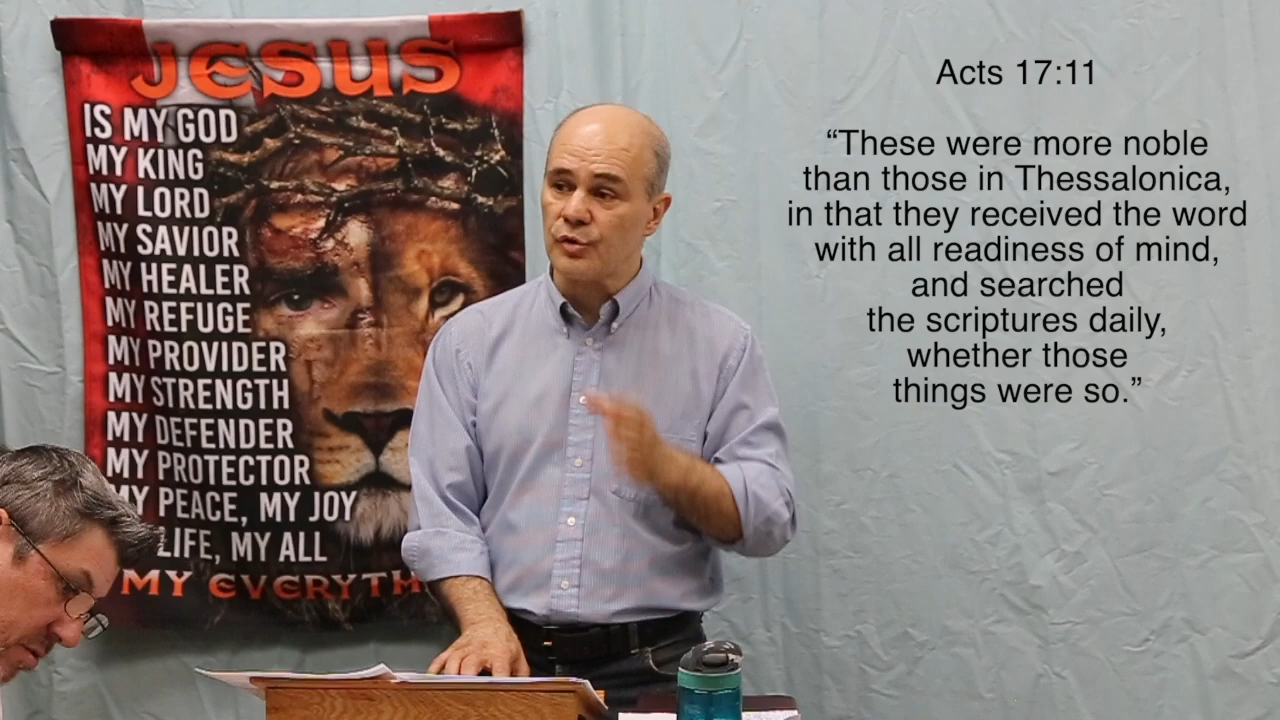 JESUS
IS MY GOD
MY KING
MY LORD
MY SAVIOR
MY HEALER
MY REFUGE
MY PROVIDER
MY STRENGTH
MY DEFENDER
MY PROTECTOR
MY PEACE, MY JOY
LIFE, MY ALL
MY EVERYTH
Acts 17:11
“These were more noble
than those in Thessalonica,
in that they received the word
with all readiness of mind,
and searched
the scriptures daily,
whether those
things were so.”